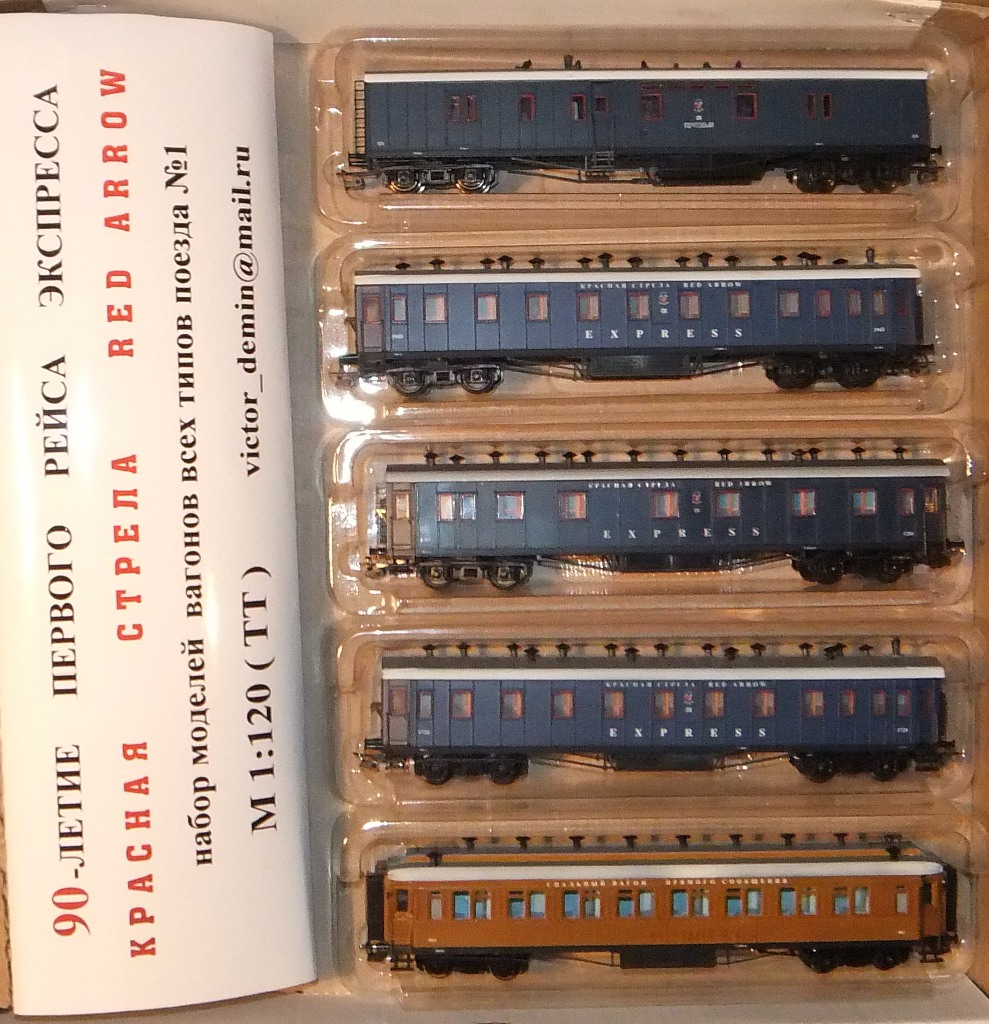 90-ЛЕТИЕ ПЕРВОГО РЕЙСА ЭКСПРЕССА
КРАСНАЯ СТРЕЛА RED ARROW
набор моделей вагонов всех типов поезда №1
victor_demin@mail.ru
М 1:120 ( ТТ )
ПОЧТОВЫЙ
КРАСНАЯ СТРЕЛА RED ARROW
EXPRESS
КРАСНАЯ СТРЕЛА RED ARROW
EXPRESS
КРАСНАЯ СТРЕЛА RED ARROW
EXPRESS
СПАЛЬНЫЙ ВАГОН ПРЯМОГО СООБЩЕНИЯ